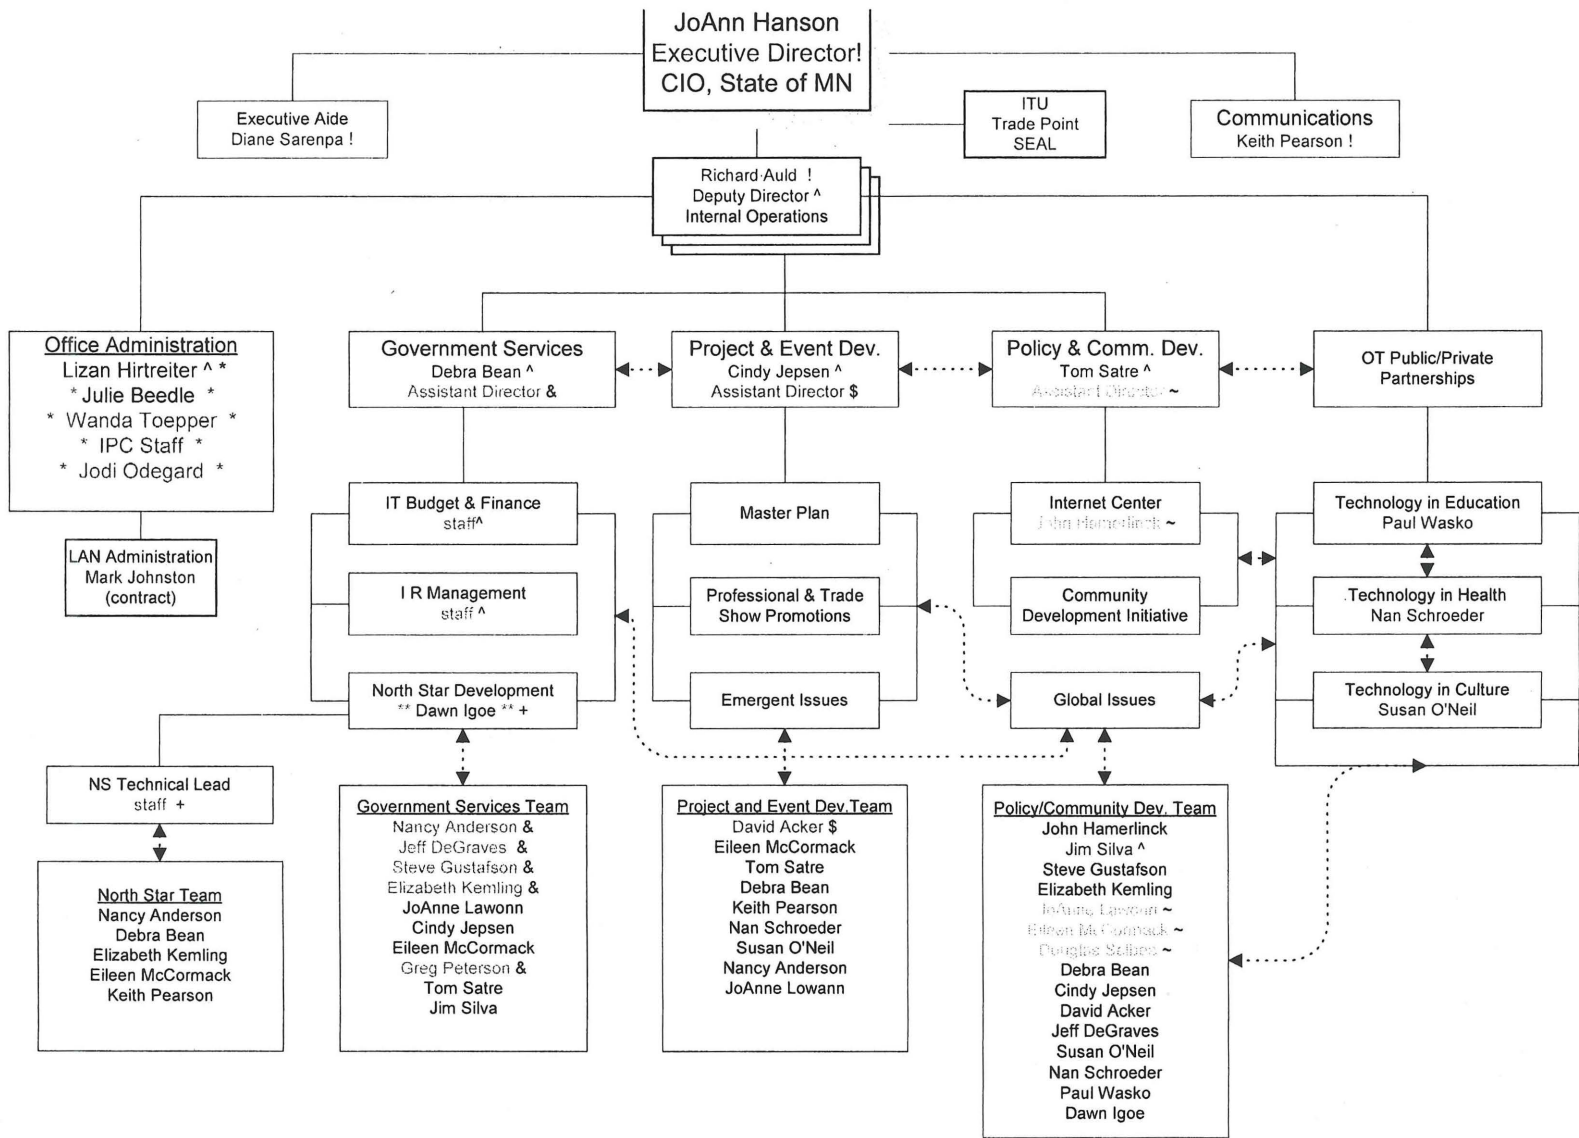 JoAnn Hanson
Executive Director!
CIO, State of MN
Executive Aide
Diane Sarenpa !
ITU
Trade Point
SEAL
Communications
Keith Pearson !
Richard Auld !
Deputy Director ^
Internal Operations
Office Administration
Lizan Hirtreiter ^ *
* Julie Beedle *
* Wanda Toepper *
* IPC Staff *
* Jodi Odegard *
LAN Administration
Mark Johnston
(contract)
Government Services
Debra Bean ^
Assistant Director &
Project & Event Dev.
Cindy Jepsen ^
Assistant Director $
Policy & Comm. Dev.
Tom Satre ^
Assistant Director ~
OT Public/Private
Partnerships
IT Budget & Finance
staff^
I R Management
staff ^
North Star Development
** Dawn Igoe ** +
Master Plan
Professional & Trade
Show Promotions
Emergent Issues
Internet Center
John Hamerlinck ~
Community
Development Initiative
Global Issues
Technology in Education
Paul Wasko
Technology in Health
Nan Schroeder
Technology in Culture
Susan O'Neil
NS Technical Lead
staff +
North Star Team
Nancy Anderson
Debra Bean
Elizabeth Kemling
Eileen McCormack
Keith Pearson
Government Services Team
Nancy Anderson &
Jeff DeGraves &
Steve Gustafson &
Elizabeth Kemling &
JoAnne Lawonn
Cindy Jepsen
Eileen McCormack
Greg Peterson &
Tom Satre
Jim Silva
Project and Event Dev.Team
David Acker $
Eileen McCormack
Tom Satre
Debra Bean
Keith Pearson
Nan Schroeder
Susan O'Neil
Nancy Anderson
JoAnne Lowann
Policy/Community Dev. Team
John Hamerlinck
Jim Silva ^
Steve Gustafson
Elizabeth Kemling
JoAnne Lawonn ~
Eileen McCormack ~
Douglas ~
Debra Bean
Cindy Jepsen
David Acker
Jeff DeGraves
Susan O'Neil
Nan Schroeder
Paul Wasko
Dawn Igoe